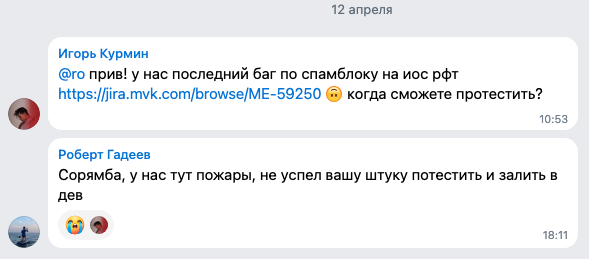 12 апреля
Игорь Курмин
@ro прив! у нас последний баг по спамблоку на иос рфт
https://jira.mvk.com/browse/ME-59250 🙃 когда сможете протестить?
10:53
Роберт Гадеев
Сорямба, у нас тут пожары, не успел вашу штуку потестить и залить в
дев
😭
18:11